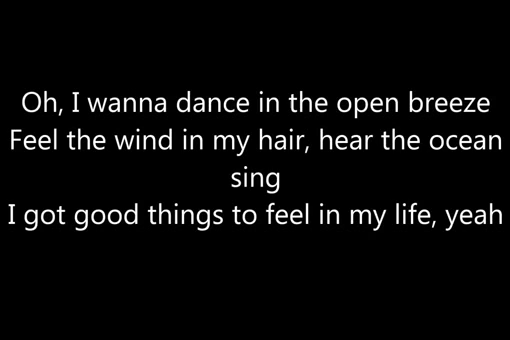 Oh, I wanna dance in the open breeze
Feel the wind in my hair, hear the ocean
sing
I got good things to feel in my life, yeah